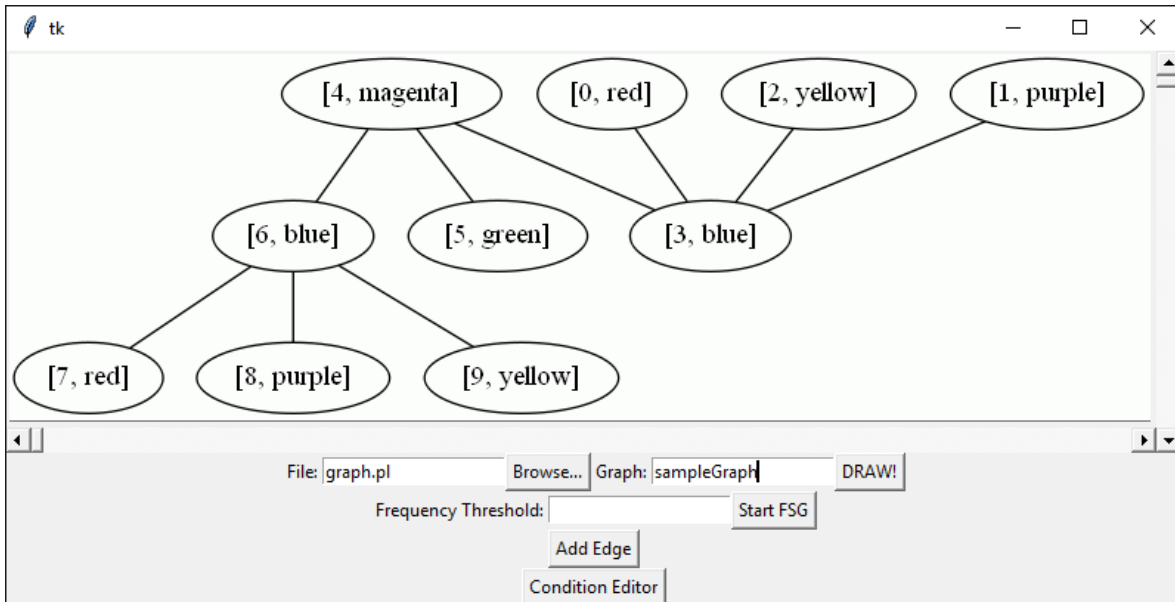 tk
[4, magenta] [0, red] [2, yellow] [1, purple]
[6, blue] [5, green] [3, blue]
[7, red] [8, purple] [9, yellow]
File: graph.pl Browse... Graph: sampleGraph DRAW!
Frequency Threshold: Start FSG
Add Edge
Condition Editor